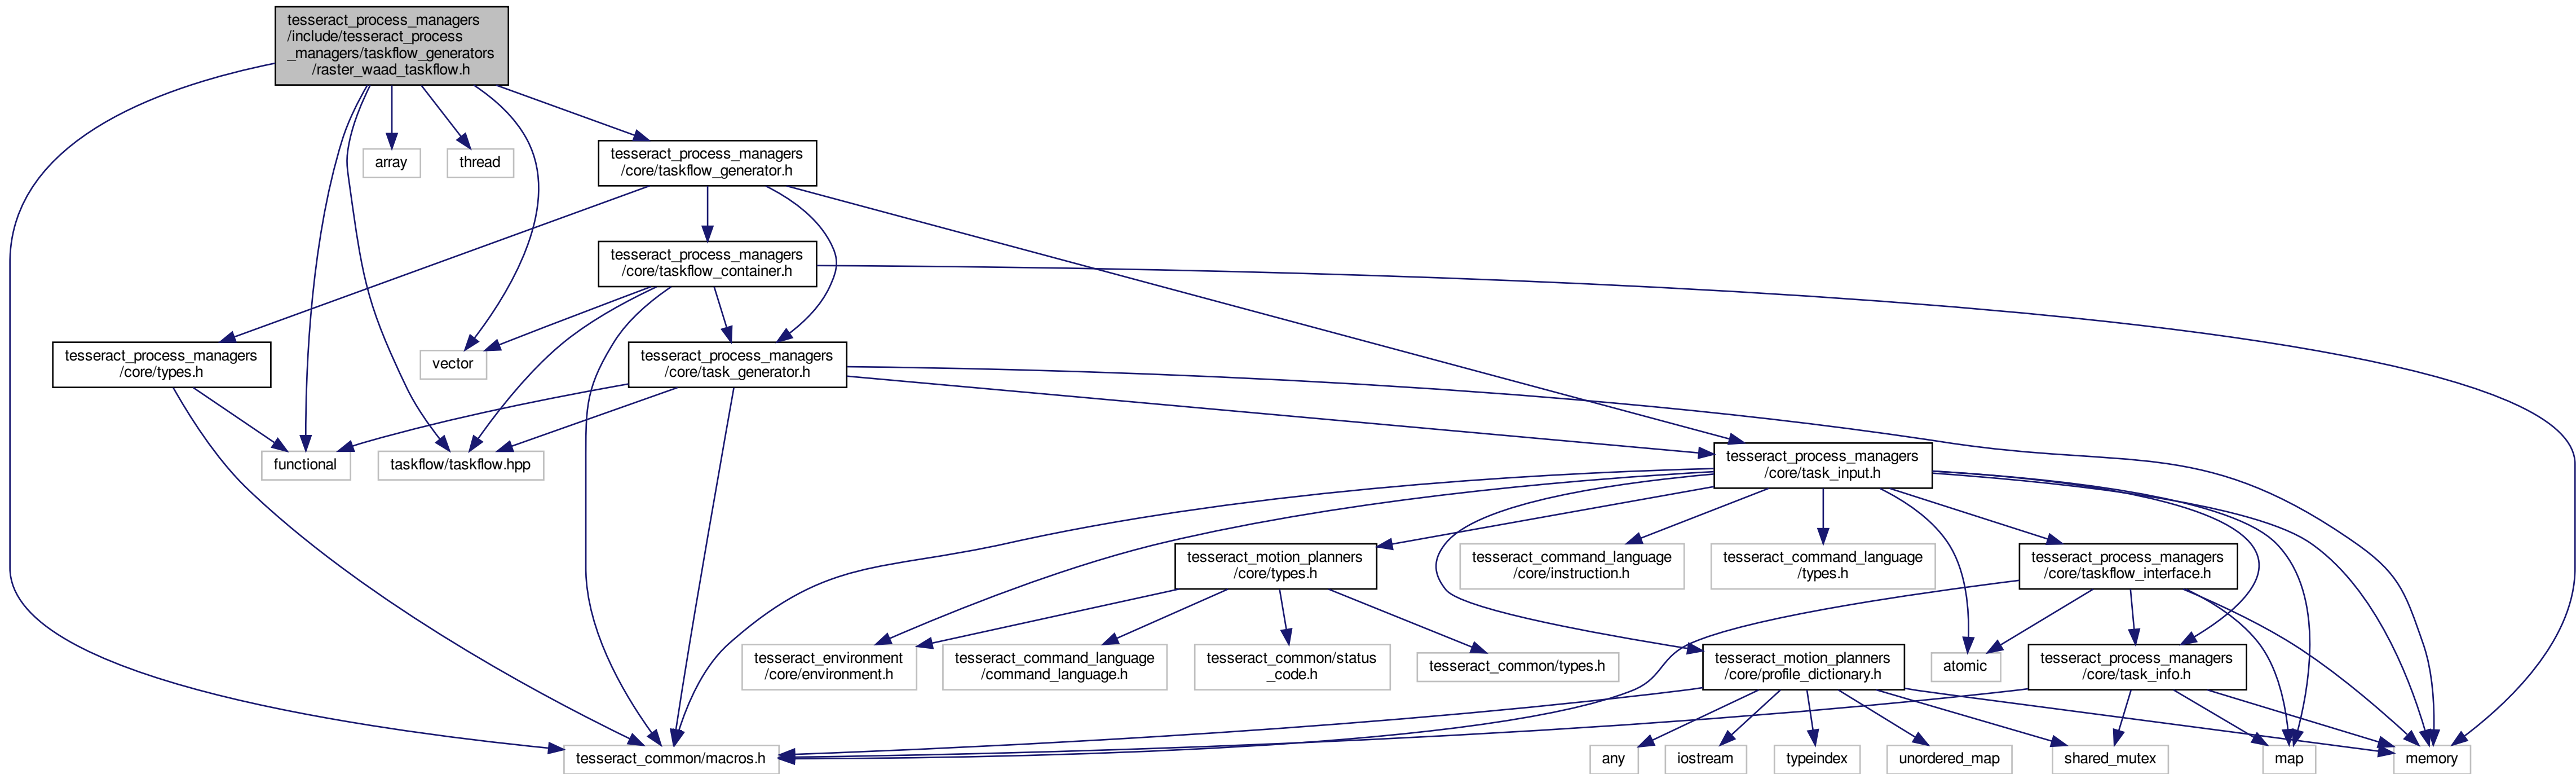 tesseract_process_managers
/include/tesseract_process
_managers/taskflow_generators
/raster_waad_taskflow.h
array
thread
tesseract_process_managers
/core/taskflow_generator.h
tesseract_process_managers
/core/taskflow_container.h
tesseract_process_managers
/core/types.h
vector
tesseract_process_managers
/core/task_generator.h
functional
taskflow/taskflow.hpp
tesseract_process_managers
/core/task_input.h
tesseract_motion_planners
/core/types.h
tesseract_command_language
/core/instruction.h
tesseract_command_language
/types.h
tesseract_process_managers
/core/taskflow_interface.h
tesseract_environment
/core/environment.h
tesseract_command_language
/command_language.h
tesseract_common/status
_code.h
tesseract_common/types.h
tesseract_motion_planners
/core/profile_dictionary.h
atomic
tesseract_process_managers
/core/task_info.h
tesseract_common/macros.h
any
iostream
typeindex
unordered_map
shared_mutex
map
memory